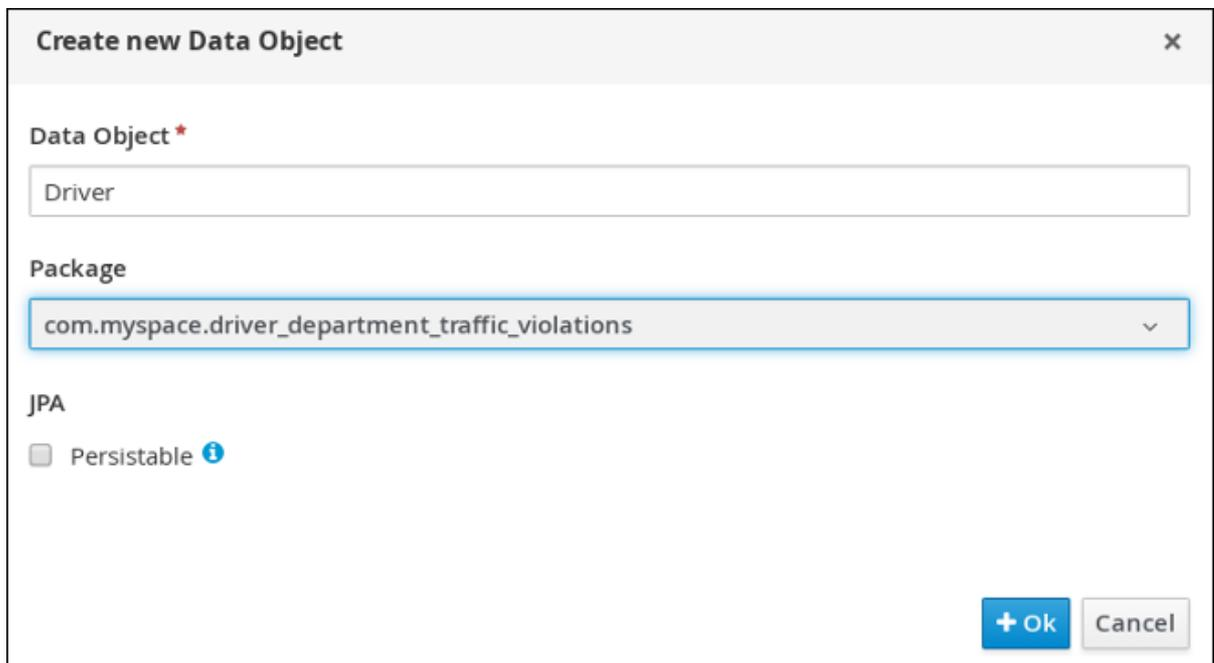 Create new Data Object ×
Data Object *
Driver
Package
com.myspace.driver_department_traffic_violations
JPA
Persistable
+ Ok Cancel